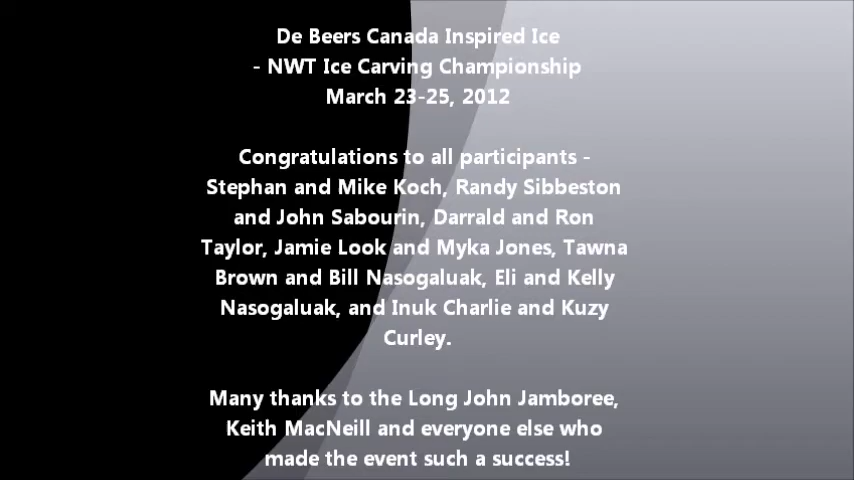 De Beers Canada Inspired Ice
- NWT Ice Carving Championship
March 23-25, 2012
Congratulations to all participants -
Stephan and Mike Koch, Randy Sibbeston
and John Sabourin, Darrald and Ron
Taylor, Jamie Look and Myka Jones, Tawna
Brown and Bill Nasogaluak, Eli and Kelly
Nasogaluak, and Inuk Charlie and Kuzy
Curley.
Many thanks to the Long John Jamboree,
Keith MacNeill and everyone else who
made the event such a success!